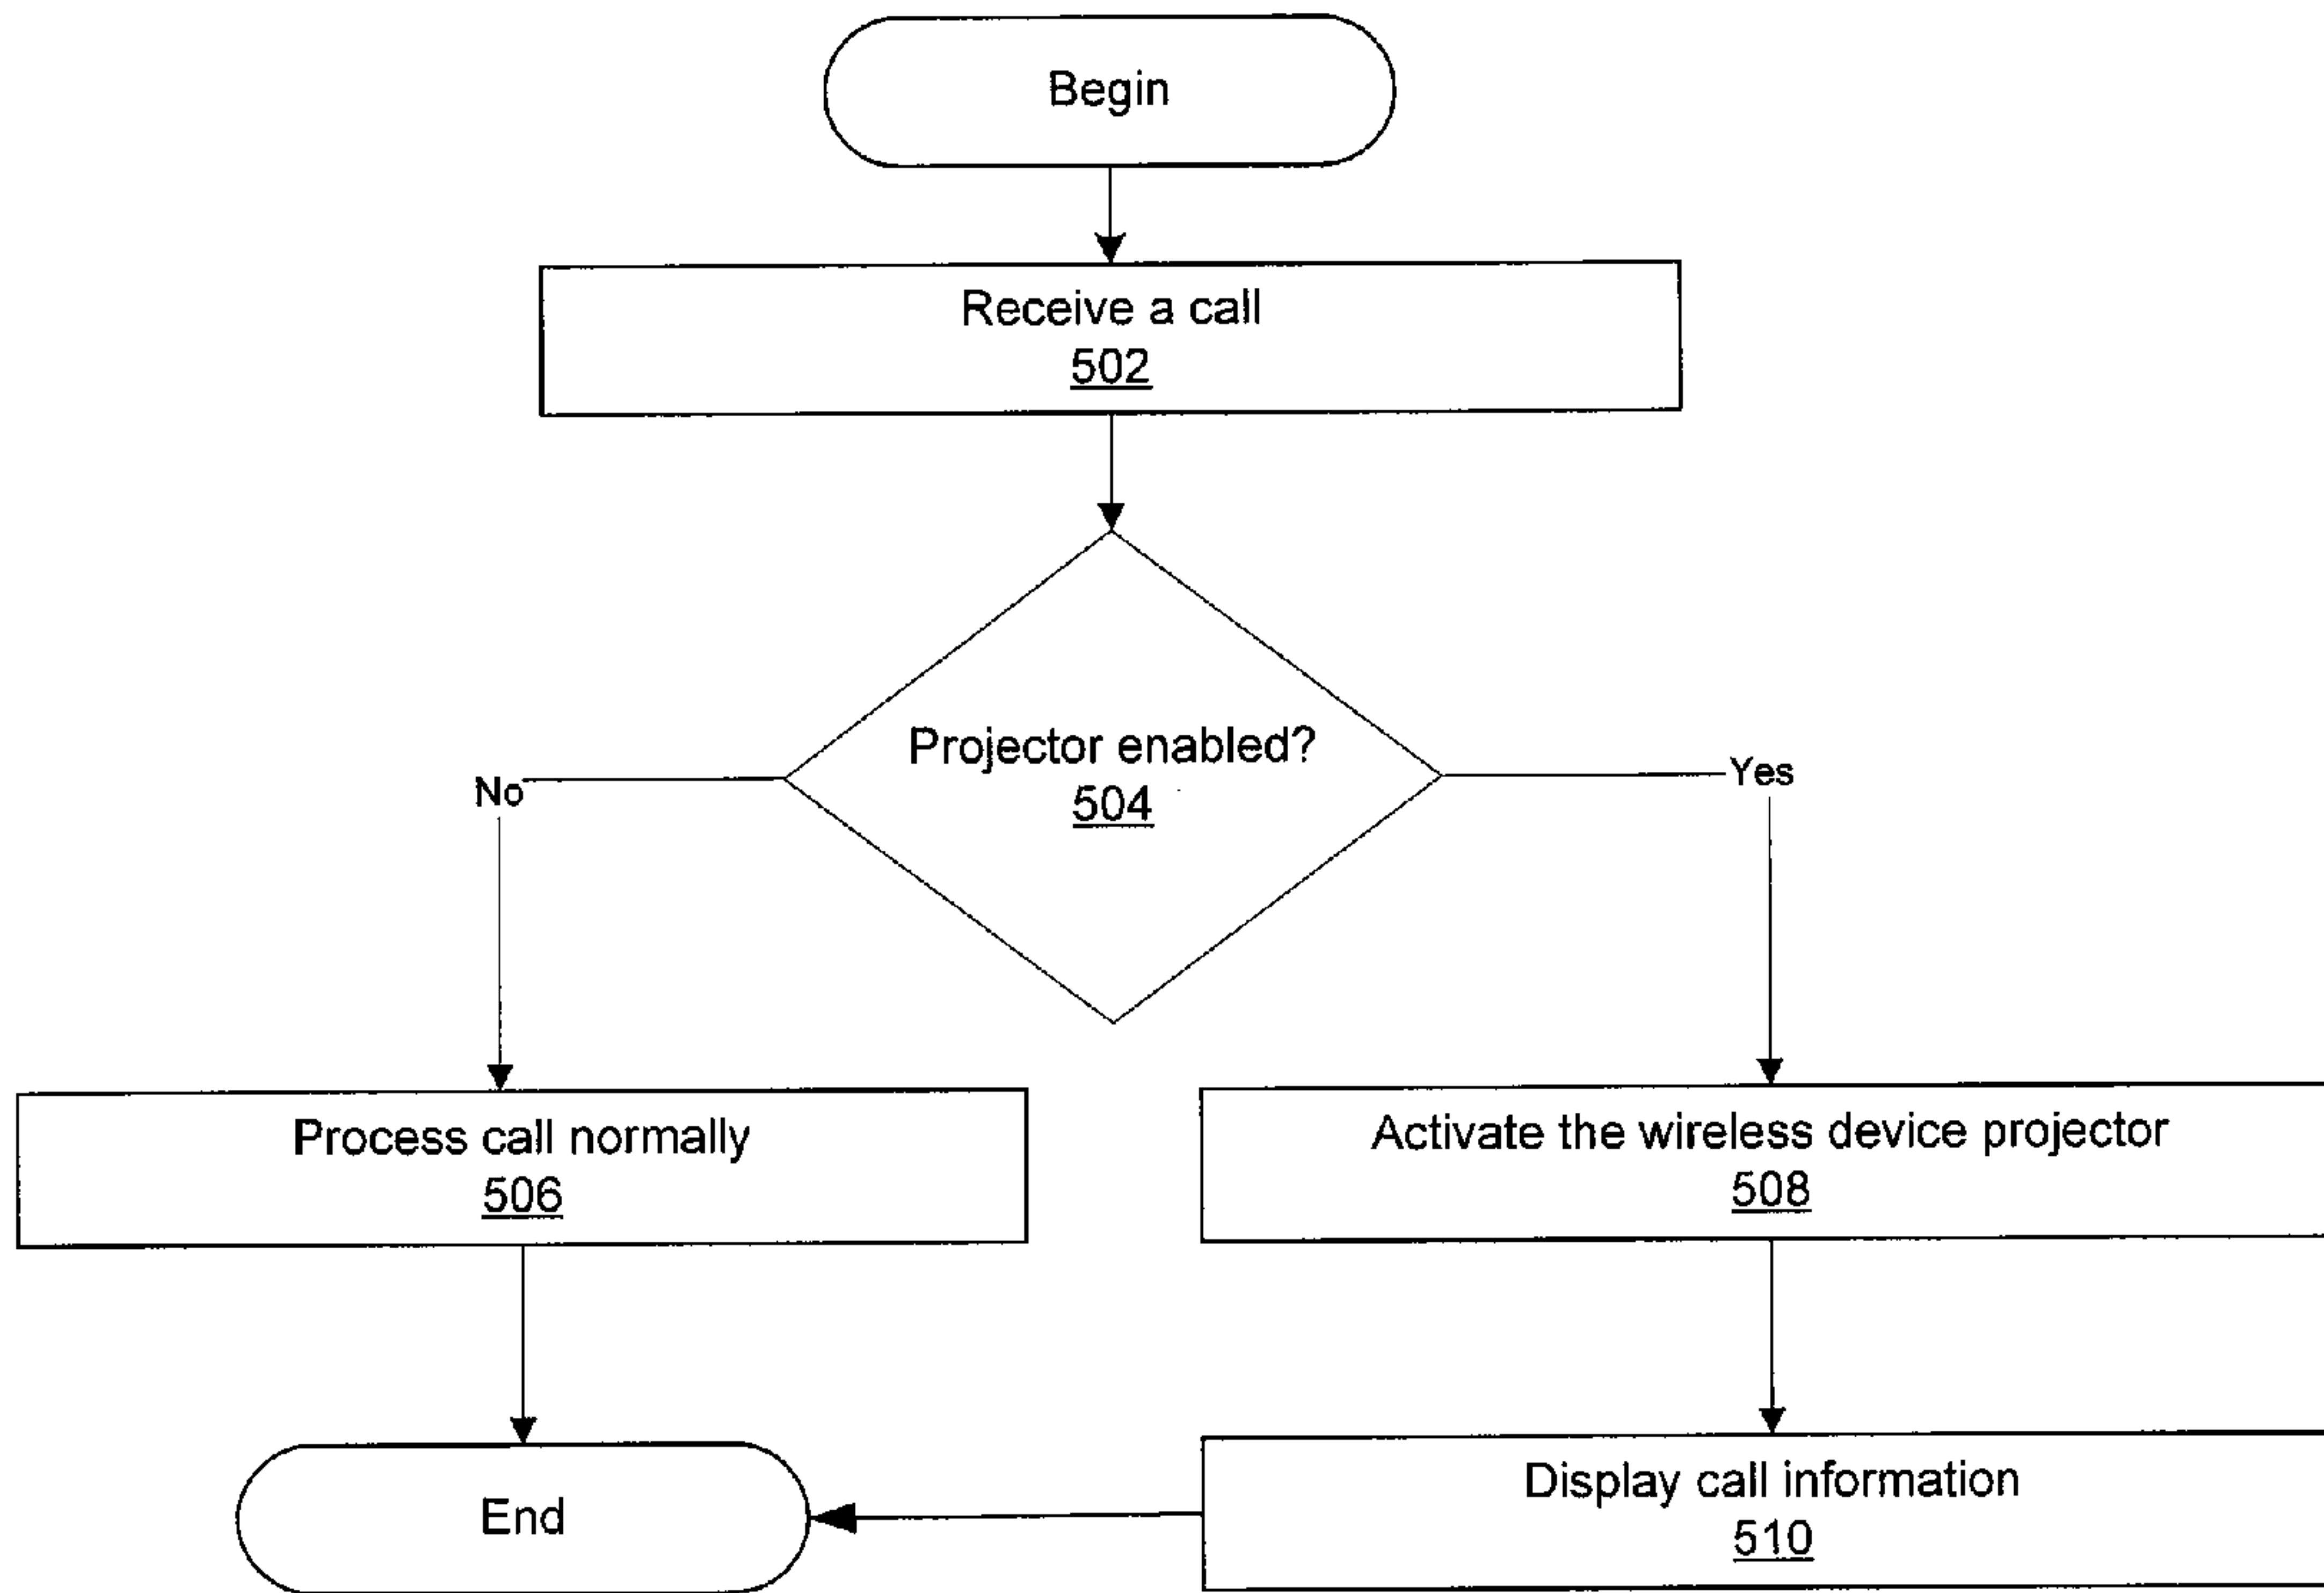 Begin
Receive a call
502
Projector enabled?
504
No
Yes
Process call normally
506
Activate the wireless device projector
508
End
Display call information
510